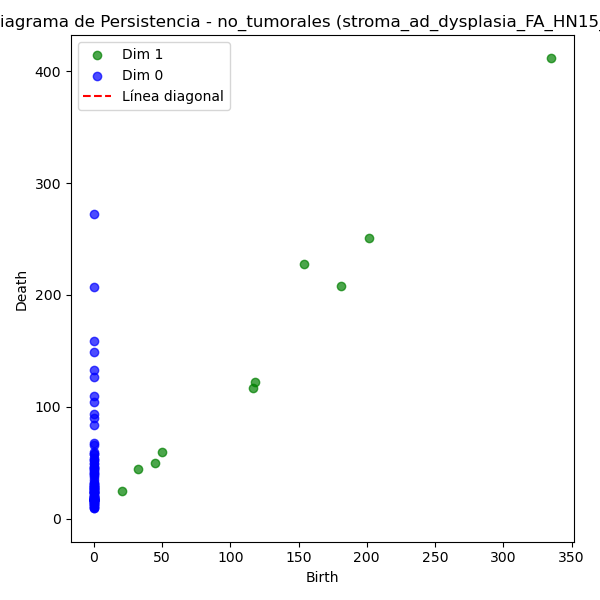 iagrama de Persistencia - no_tumorales (stroma_ad_dysplasia_FA_HN15_
Dim 1
Dim 0
Línea diagonal
400
300
200
100
0
Death
0 50 100 150 200 250 300 350
Birth